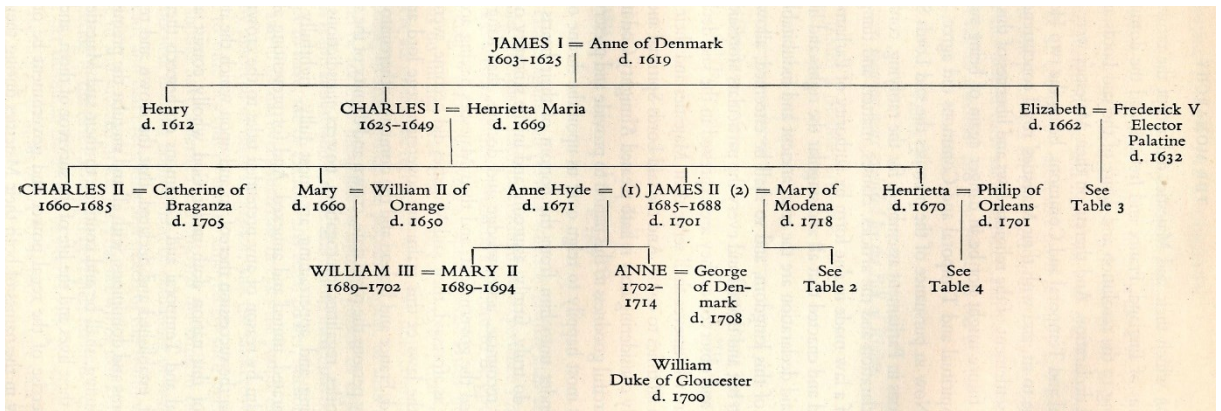 JAMES I = Anne of Denmark
1603–1625 d. 1619
Henry
d. 1612
CHARLES I = Henrietta Maria
1625–1649 d. 1669
Elizabeth = Frederick V
d. 1662 Elector
Palatine
d. 1632
CHARLES II = Catherine of
1660–1685 Braganza
d. 1705
Mary = William II of
d. 1660 Orange
d. 1650
Anne Hyde = (1) JAMES II (2) = Mary of
d. 1671 1685–1688 Modena
d. 1701 d. 1718
Henrietta = Philip of
d. 1670 Orleans
d. 1701
See
Table 3
WILLIAM III = MARY II
1689–1702 1689–1694
ANNE = George
1702– of Den-
1714 mark
d. 1708
See
Table 2
See
Table 4
William
Duke of Gloucester
d. 1700